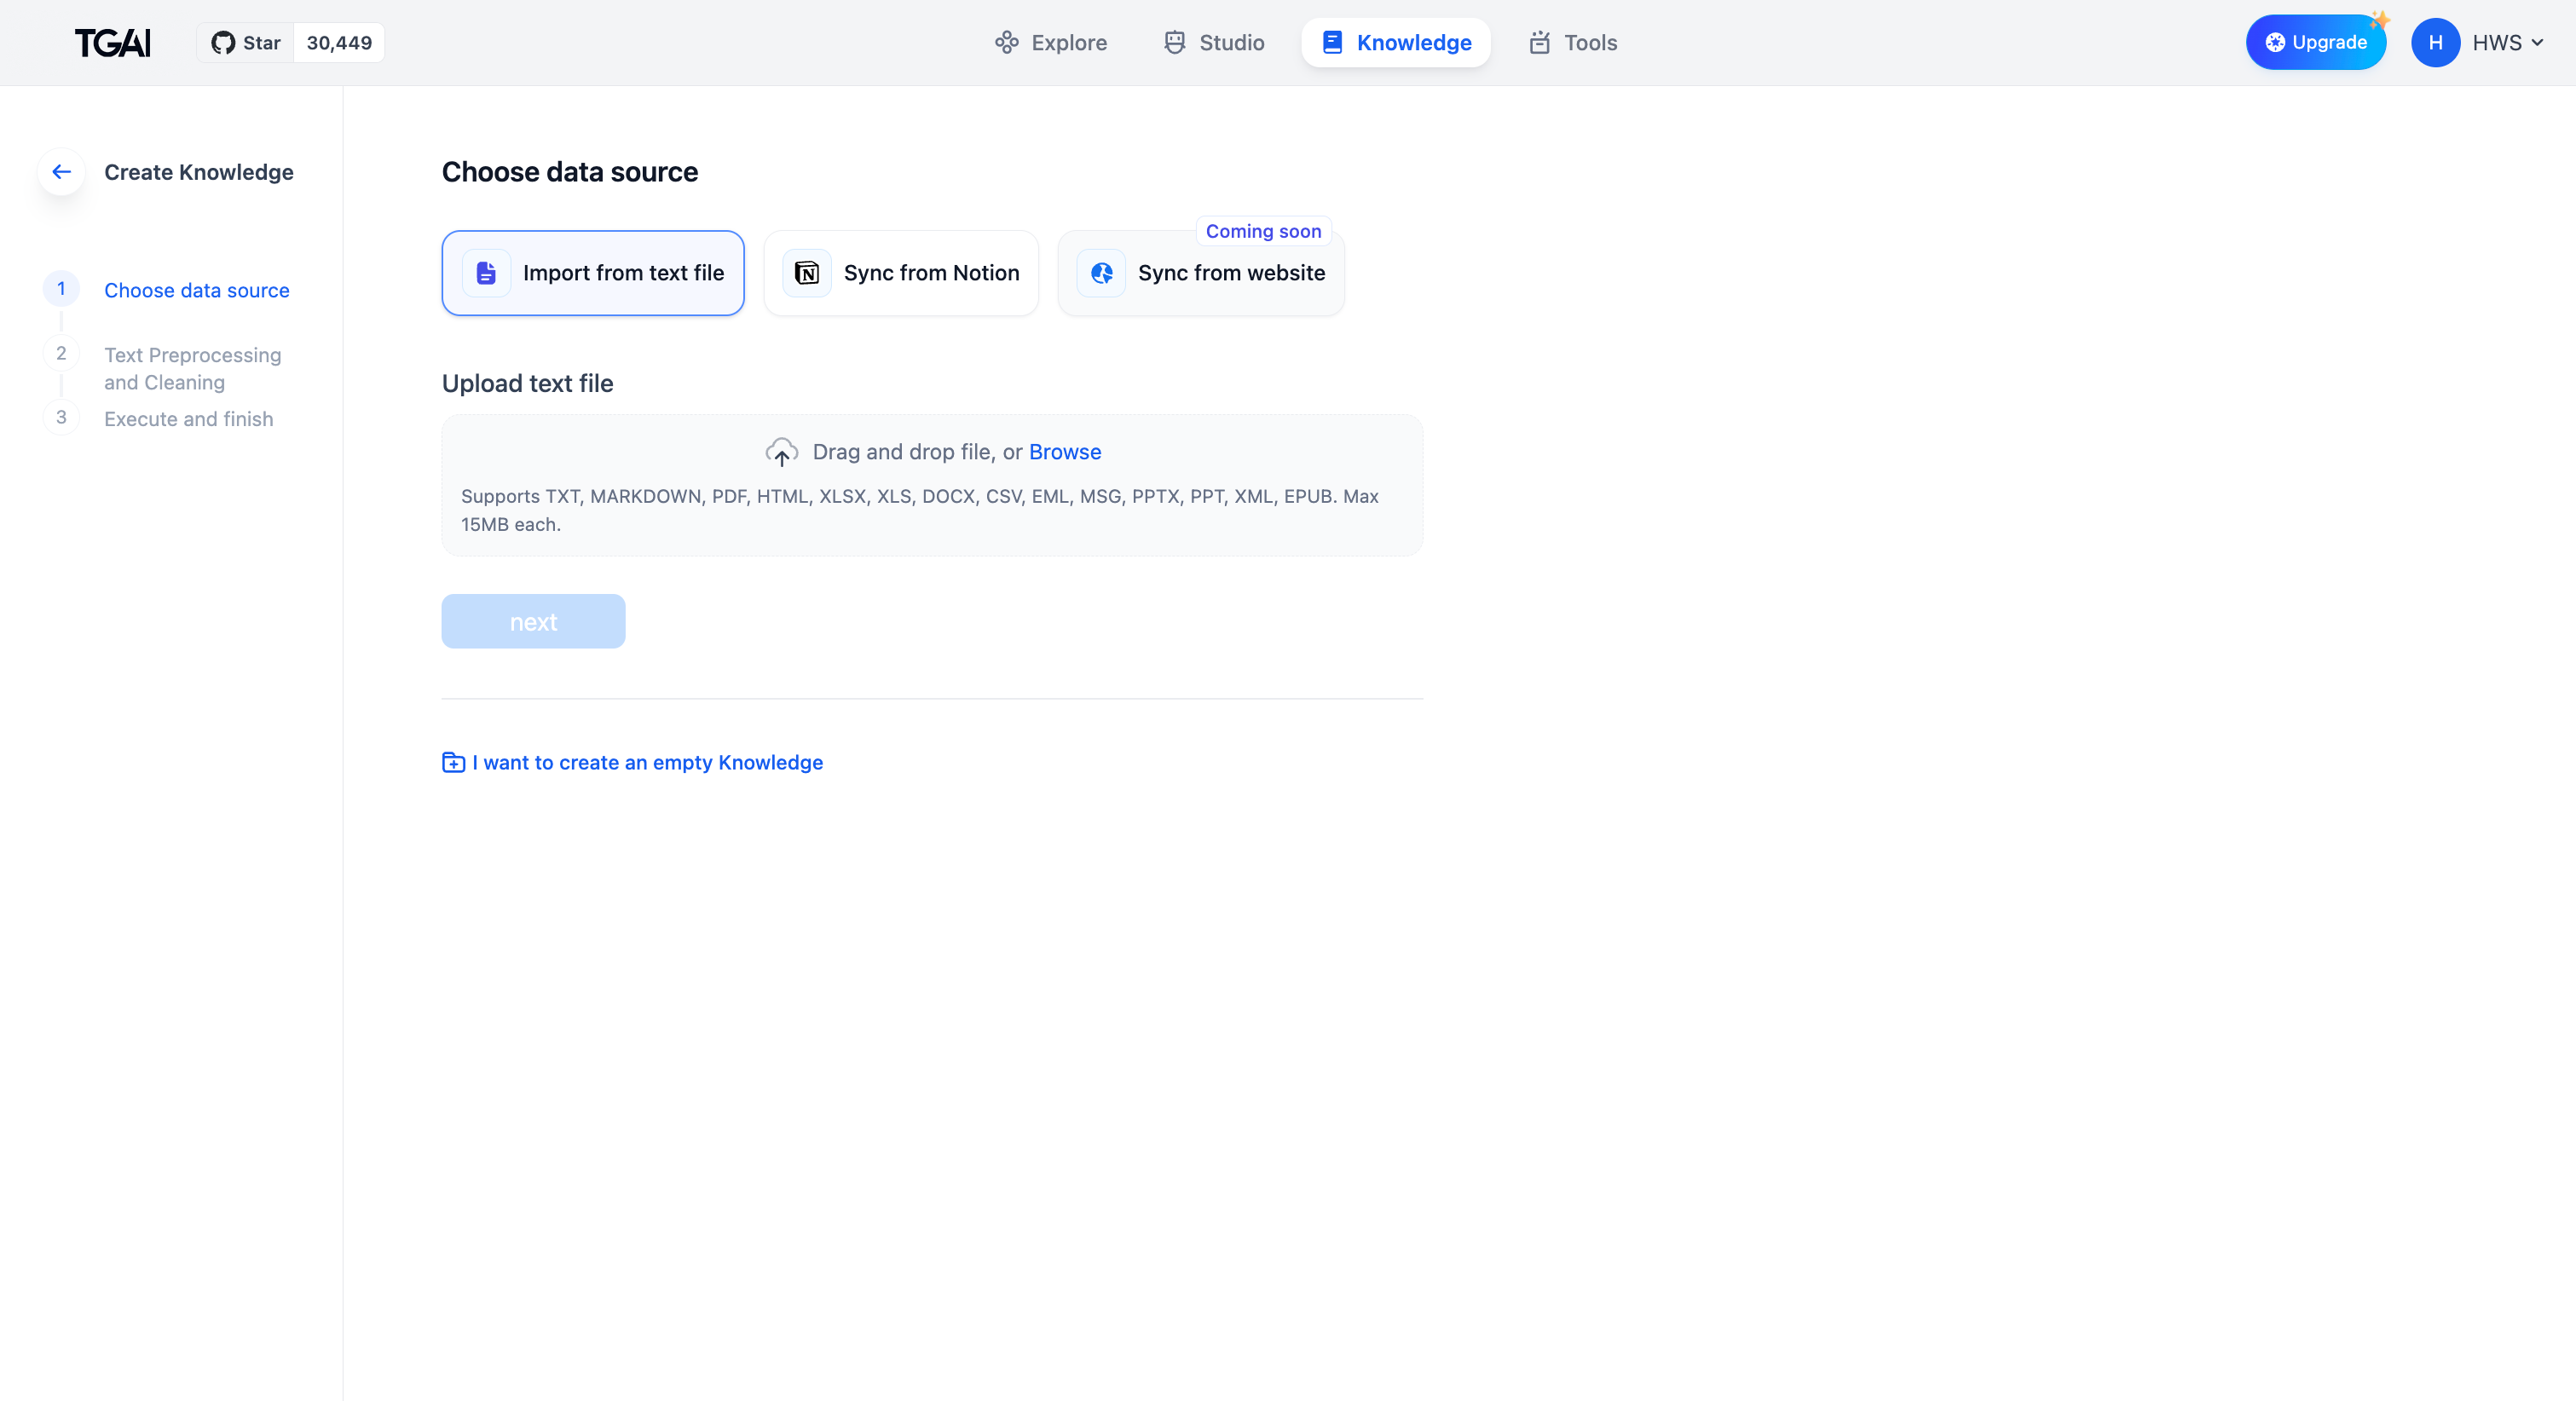 TGAI
Star 30,449
Explore
Studio
Knowledge
Tools
Upgrade
H
HWS
Create Knowledge
1 Choose data source
2 Text Preprocessing
and Cleaning
3 Execute and finish
Choose data source
Import from text file
Sync from Notion
Coming soon
Sync from website
Upload text file
Drag and drop file, or Browse
Supports TXT, MARKDOWN, PDF, HTML, XLSX, XLS, DOCX, CSV, EML, MSG, PPTX, PPT, XML, EPUB. Max
15MB each.
next
I want to create an empty Knowledge